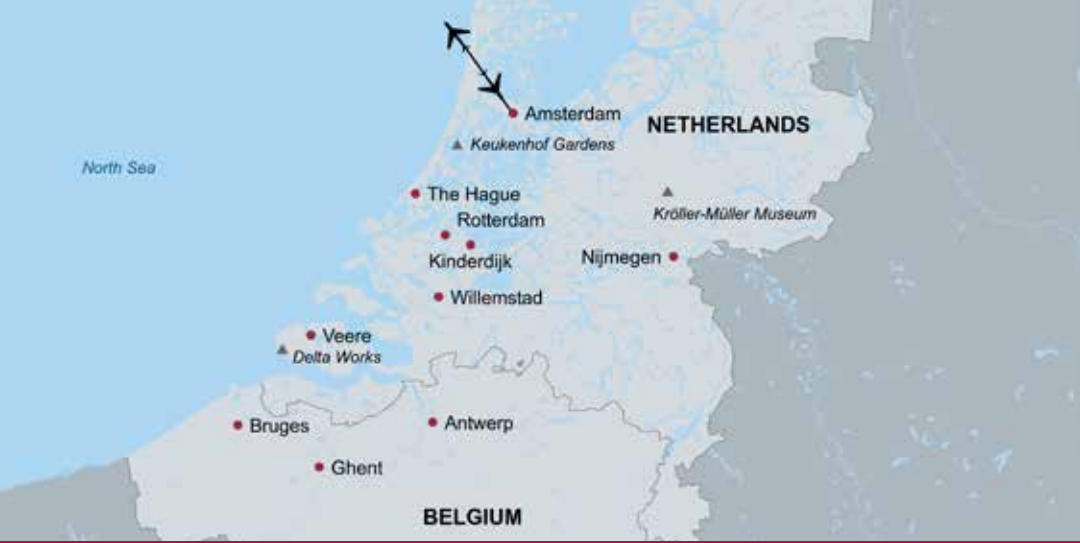 Amsterdam
NETHERLANDS
Keukenhof Gardens
North Sea
The Hague
Kröller-Müller Museum
Rotterdam
Kinderdijk
Nijmegen
Willemstad
Veere
Delta Works
Bruges
Antwerp
Ghent
BELGIUM